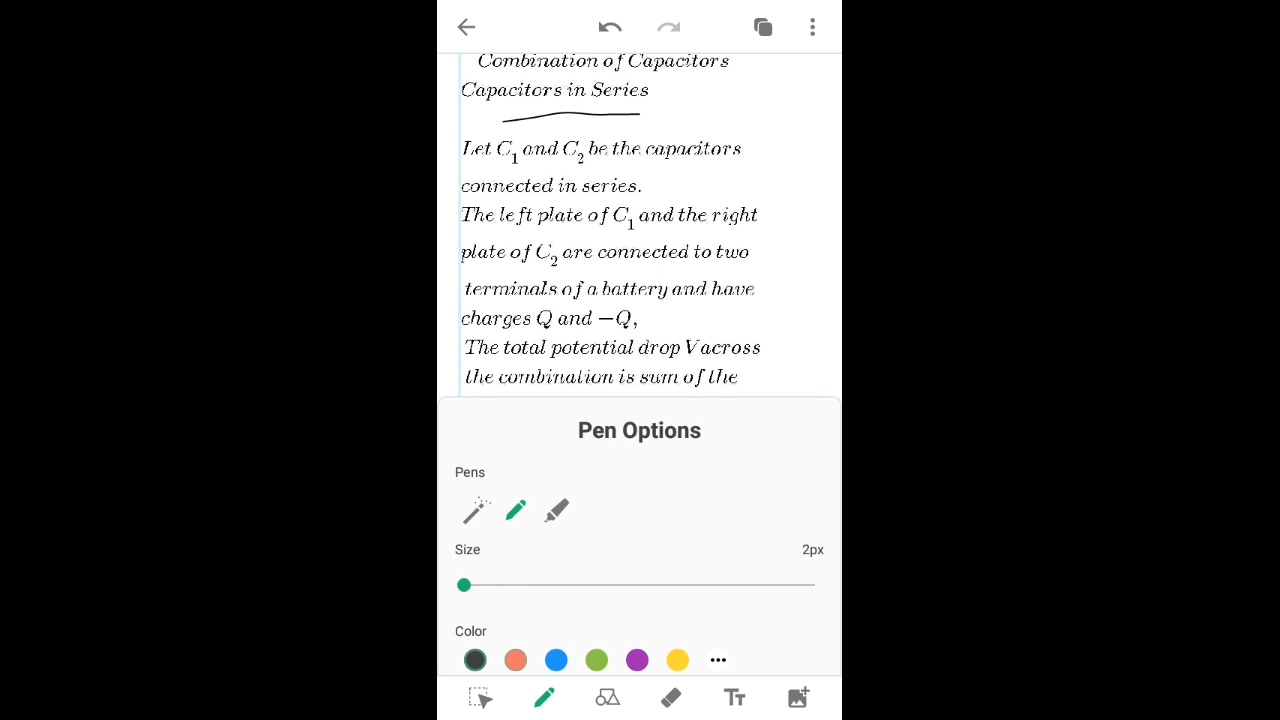 Combination of Capacitors
Capacitors in Series
Let C₁ and C₂ be the capacitors
connected in series.
The left plate of C₁ and the right
plate of C₂ are connected to two
terminals of a battery and have
charges Q and −Q,
The total potential drop V across
the combination is sum of the
Pen Options
Pens
Size 2px
Color